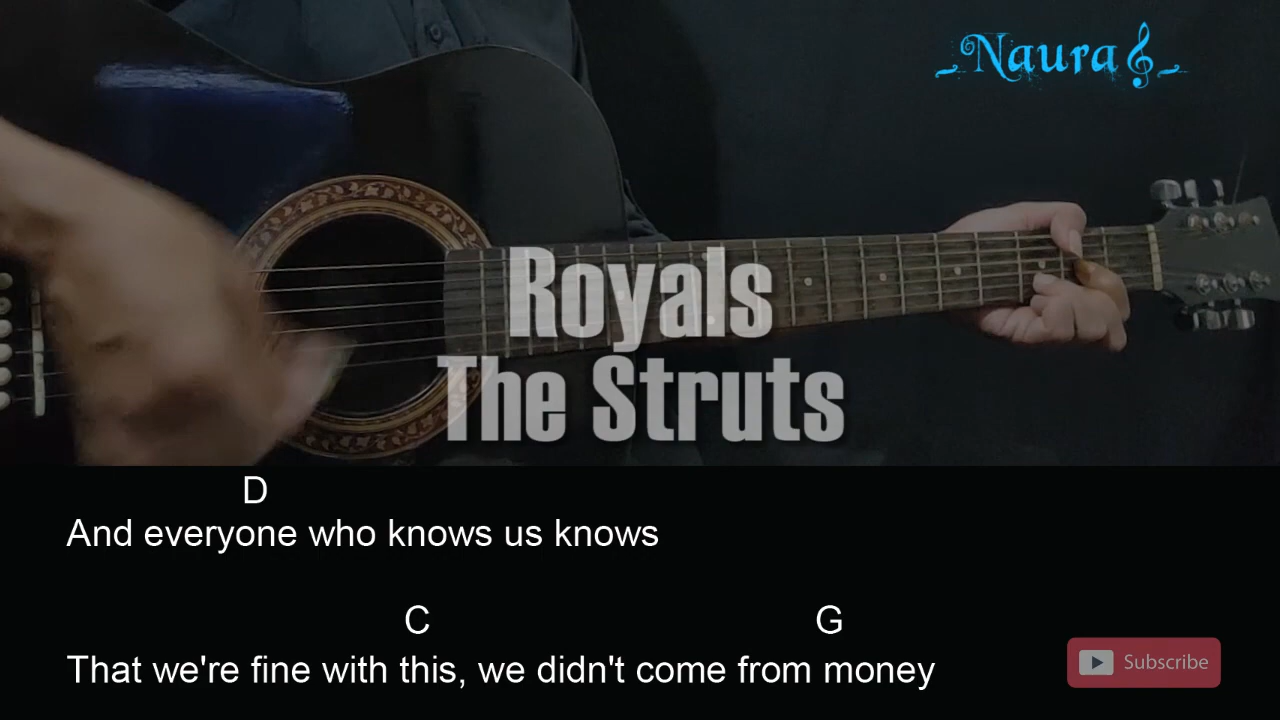 Naura
Royals
The Struts
D
And everyone who knows us knows
C G
That we're fine with this, we didn't come from money
Subscribe